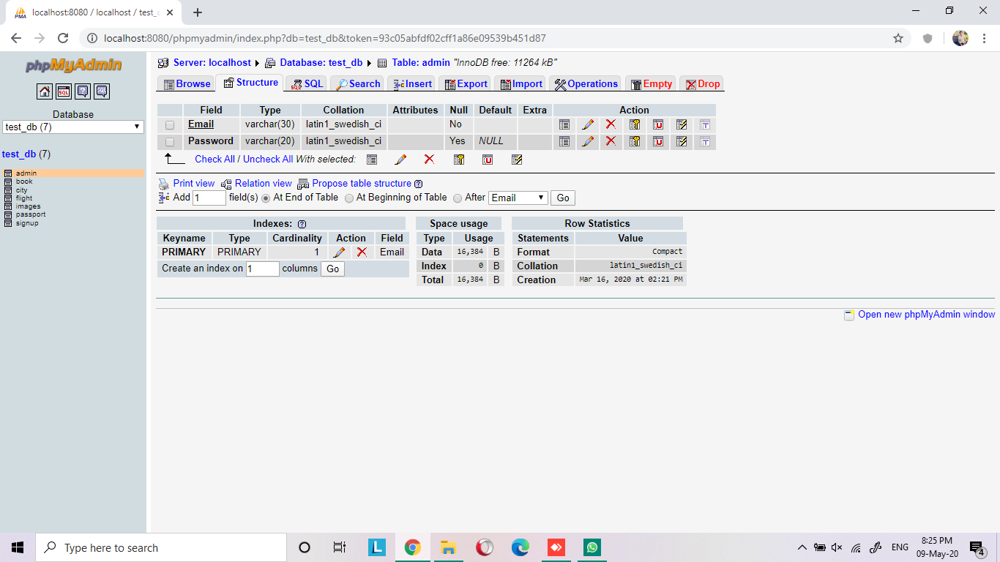 localhost:8080 / localhost / test_
localhost:8080/phpmyadmin/index.php?db=test_db&token=93c05abfdf02cff1a86e09539b451d87
phpMyAdmin
SQL
Database
test_db (7)
test_db (7)
admin
book
city
flight
images
passport
signup
Server: localhost Database: test_db Table: admin "InnoDB free: 11264 kB"
Browse Structure SQL Search Insert Export Import Operations Empty Drop
Field Type Collation Attributes Null Default Extra Action
Email varchar(30) latin1_swedish_ci No
Password varchar(20) latin1_swedish_ci Yes NULL
Check All / Uncheck All With selected:
Print view Relation view Propose table structure
Add 1 field(s) At End of Table At Beginning of Table After Email Go
Indexes:
Keyname Type Cardinality Action Field
PRIMARY PRIMARY 1 Email
Create an index on 1 columns Go
Space usage
Type Usage
Data 16,384 B
Index 0 B
Total 16,384 B
Row Statistics
Statements Value
Format Compact
Collation latin1_swedish_ci
Creation Mar 16, 2020 at 02:21 PM
Open new phpMyAdmin window
Type here to search
L
ENG
8:25 PM
09-May-20
4